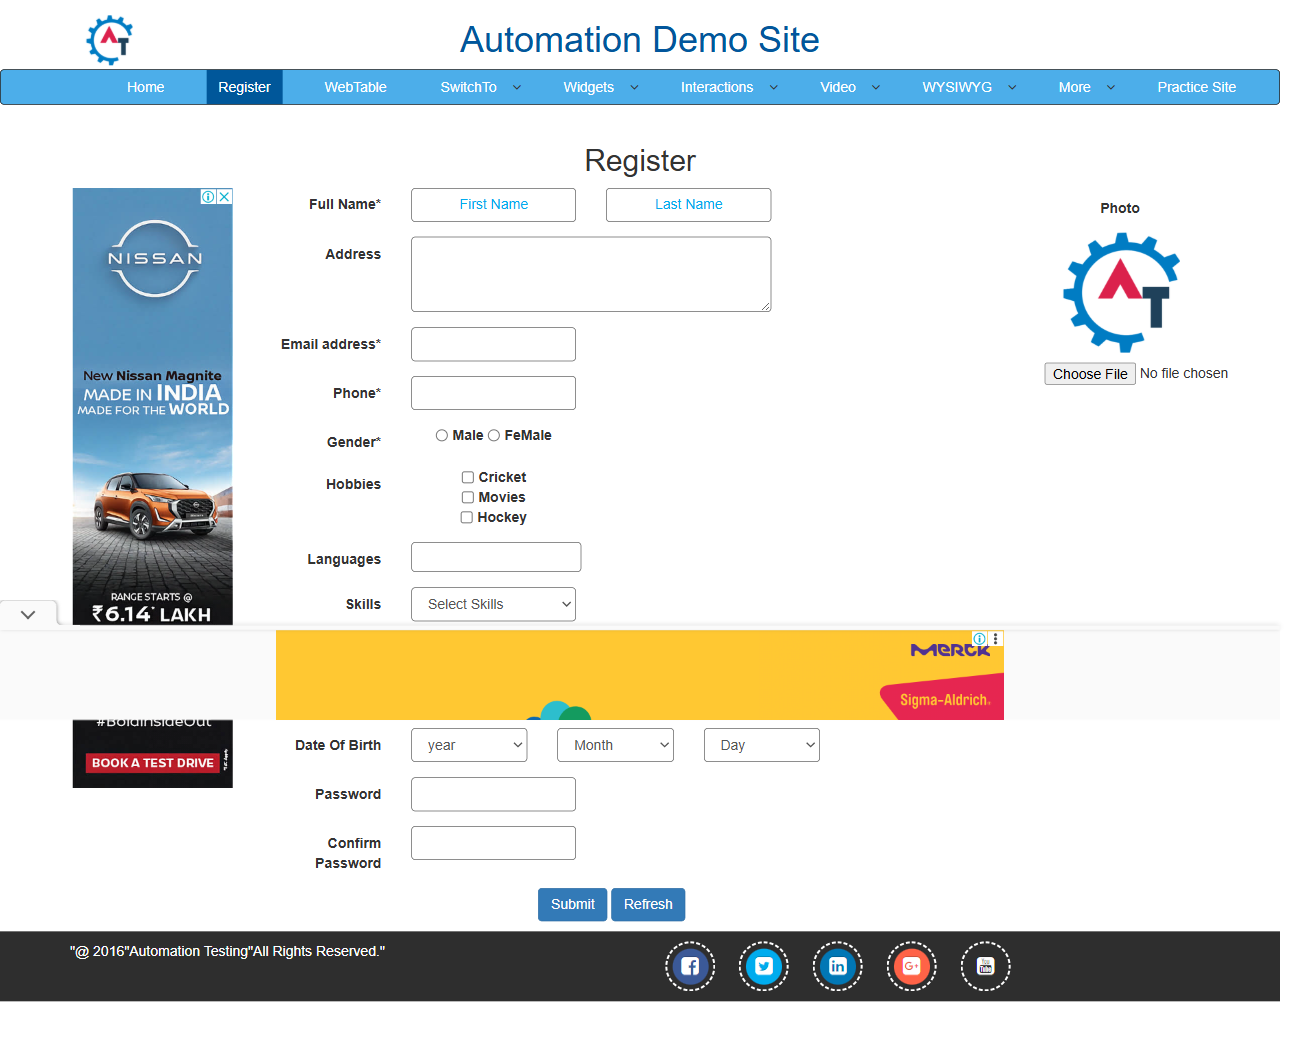 Automation Demo Site
Home Register WebTable SwitchTo Widgets Interactions Video WYSIWYG More Practice Site
Register
NISSAN
New Nissan Magnite
MADE IN INDIA
MADE FOR THE WORLD
RANGE STARTS @
₹6.14* LAKH
#BoldInsideOut
BOOK A TEST DRIVE
Full Name* First Name Last Name
Address
Email address*
Phone*
Gender* Male FeMale
Hobbies Cricket
Movies
Hockey
Languages
Skills Select Skills
Photo
AT
Choose File No file chosen
Merck
Sigma-Aldrich®
Date Of Birth year Month Day
Password
Confirm
Password
Submit Refresh
"@ 2016"Automation Testing"All Rights Reserved."
f in G+ You Tube